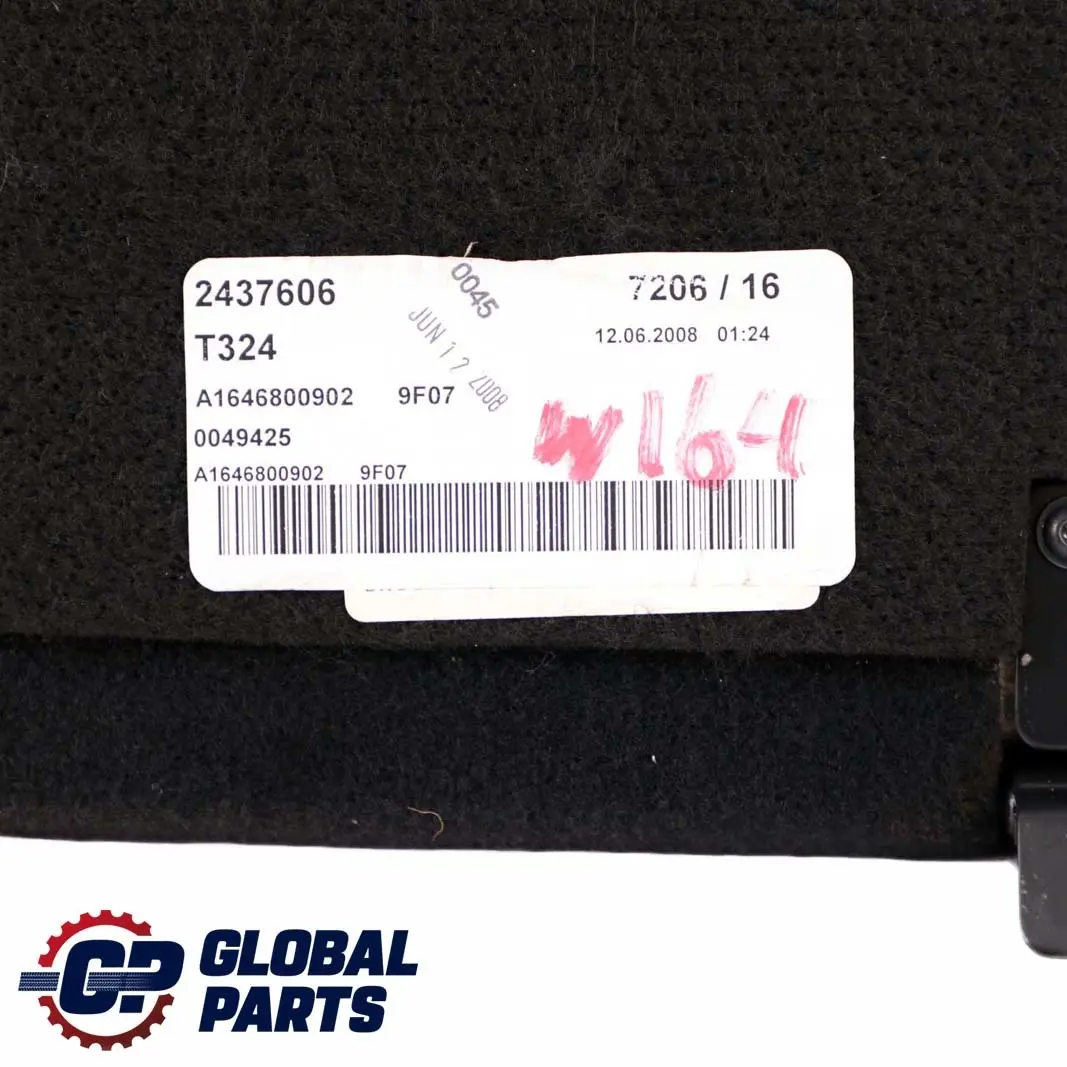 2437606
7206 / 16
0045
JUN 12 2008
T324
12.06.2008 01:24
A1646800902 9F07
W164
0049425
A1646800902 9F07
CP GLOBAL
PARTS